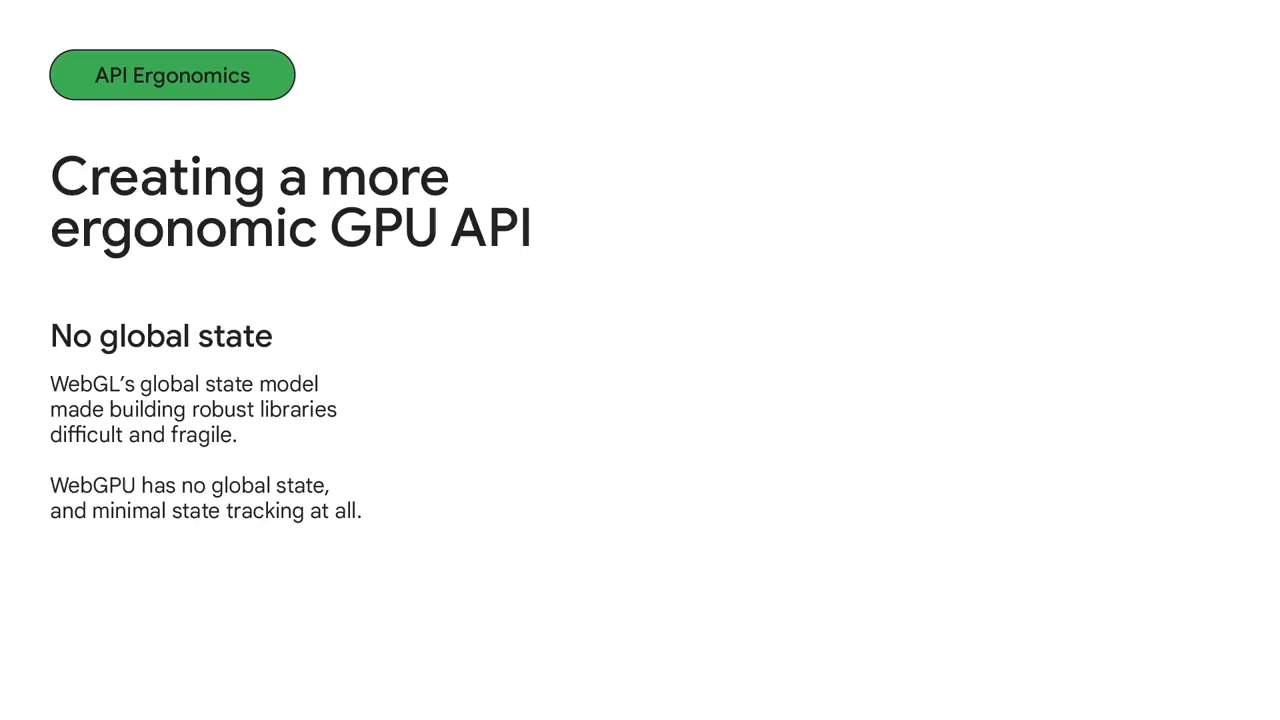 API Ergonomics
Creating a more
ergonomic GPU API
No global state
WebGL’s global state model
made building robust libraries
difficult and fragile.
WebGPU has no global state,
and minimal state tracking at all.